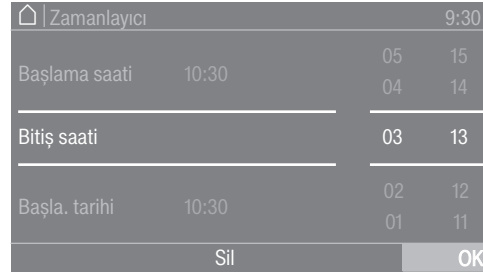 Zamanlayıcı 9:30
05 15
Başlama saati 10:30
04 14
Bitiş saati 03 13
02 12
Başla. tarihi 10:30
01 11
Sil OK